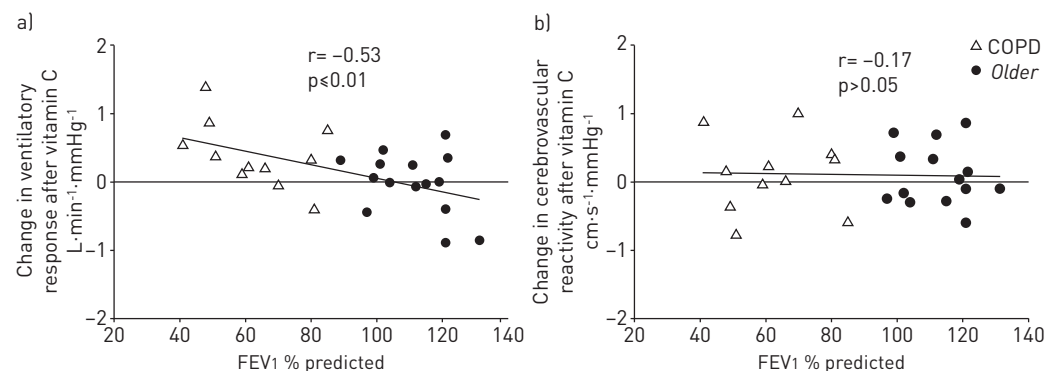 a)
Change in ventilatory
response after vitamin C
L·min⁻¹·mmHg⁻¹
2
1
0
−1
−2
r= −0.53
p≤0.01
20 40 60 80 100 120 140
FEV1 % predicted
b)
Change in cerebrovascular
reactivity after vitamin C
cm·s⁻¹·mmHg⁻¹
2
1
0
−1
−2
r= −0.17
p>0.05
COPD
Older
20 40 60 80 100 120 140
FEV1 % predicted